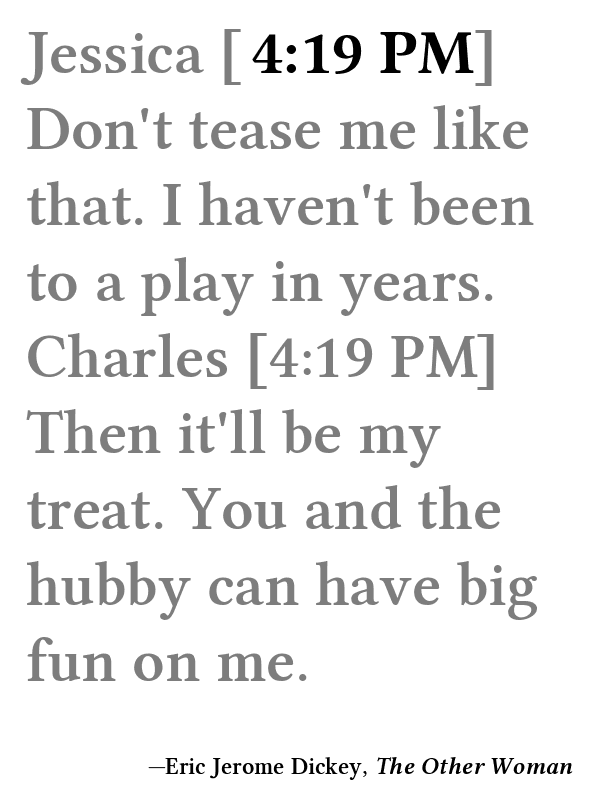 Jessica [ 4:19 PM]
Don't tease me like
that. I haven't been
to a play in years.
Charles [4:19 PM]
Then it'll be my
treat. You and the
hubby can have big
fun on me.
—Eric Jerome Dickey, The Other Woman